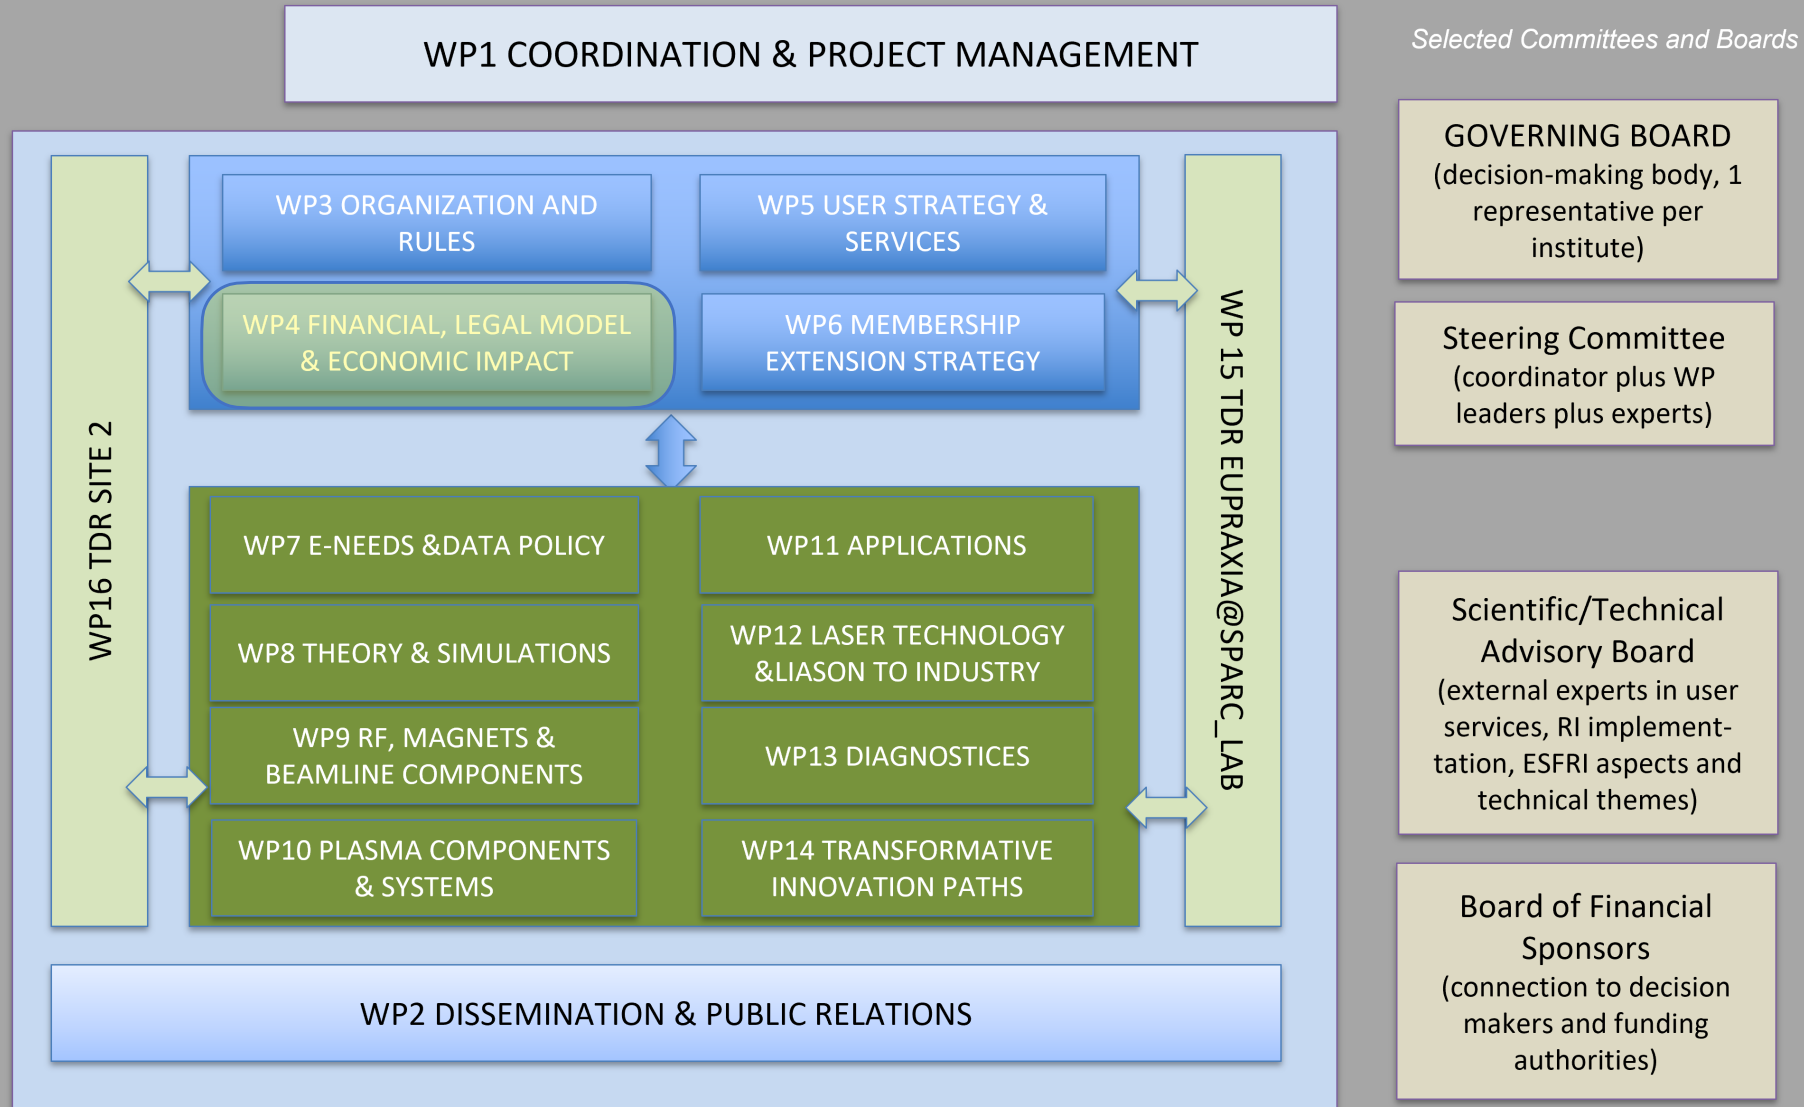 WP1 COORDINATION & PROJECT MANAGEMENT
Selected Committees and Boards
WP16 TDR SITE 2
WP3 ORGANIZATION AND
RULES
WP5 USER STRATEGY &
SERVICES
WP4 FINANCIAL, LEGAL MODEL
& ECONOMIC IMPACT
WP6 MEMBERSHIP
EXTENSION STRATEGY
WP7 E-NEEDS &DATA POLICY
WP11 APPLICATIONS
WP8 THEORY & SIMULATIONS
WP12 LASER TECHNOLOGY
&LIASON TO INDUSTRY
WP9 RF, MAGNETS &
BEAMLINE COMPONENTS
WP13 DIAGNOSTICES
WP10 PLASMA COMPONENTS
& SYSTEMS
WP14 TRANSFORMATIVE
INNOVATION PATHS
WP 15 TDR EUPRAXIA@SPARC_LAB
WP2 DISSEMINATION & PUBLIC RELATIONS
GOVERNING BOARD
(decision-making body, 1
representative per
institute)
Steering Committee
(coordinator plus WP
leaders plus experts)
Scientific/Technical
Advisory Board
(external experts in user
services, RI implement-
tation, ESFRI aspects and
technical themes)
Board of Financial
Sponsors
(connection to decision
makers and funding
authorities)